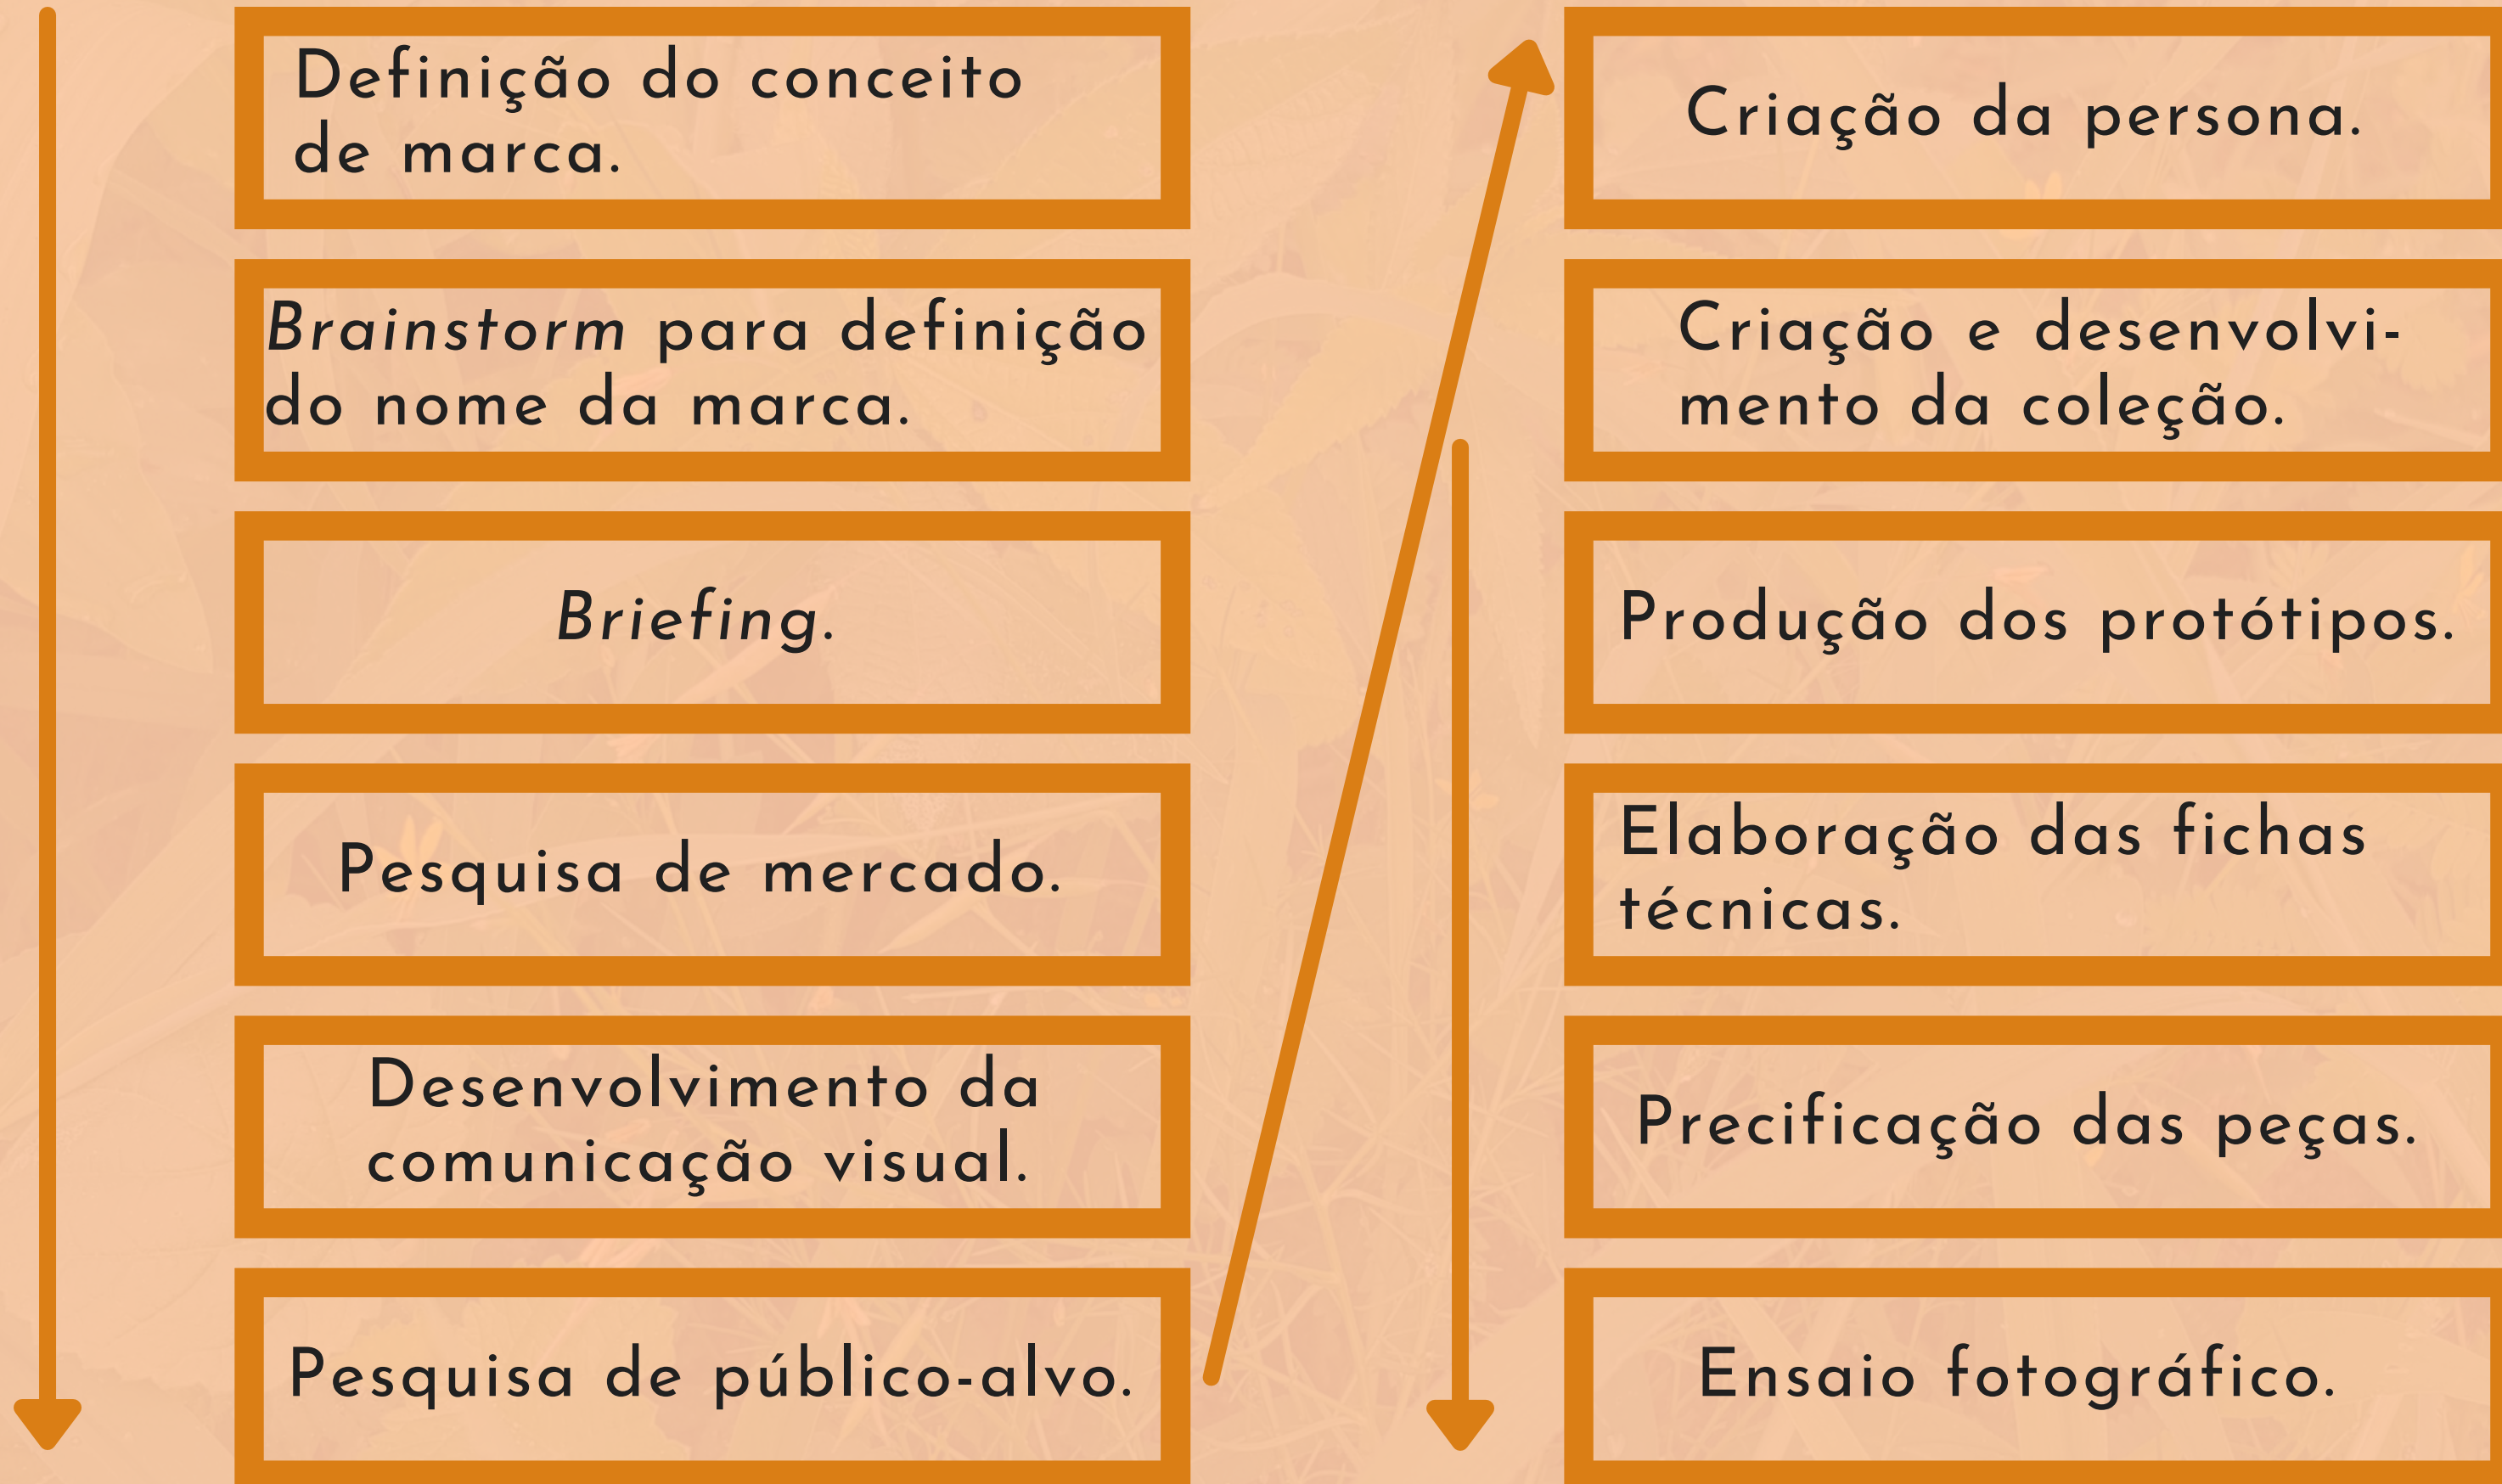 Definição do conceito
de marca.
Brainstorm para definição
do nome da marca.
Briefing.
Pesquisa de mercado.
Desenvolvimento da
comunicação visual.
Pesquisa de público-alvo.
Criação da persona.
Criação e desenvolvi-
mento da coleção.
Produção dos protótipos.
Elaboração das fichas
técnicas.
Precificação das peças.
Ensaio fotográfico.